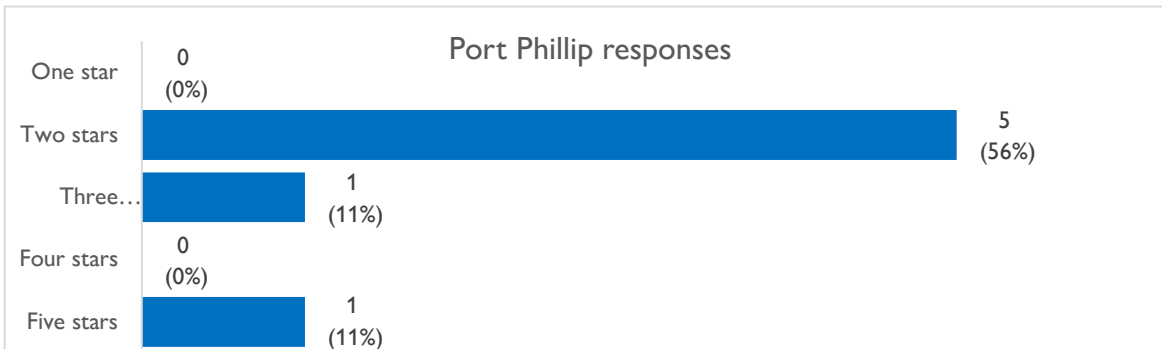 Port Phillip responses
One star
0
(0%)
Two stars
5
(56%)
Three…
1
(11%)
Four stars
0
(0%)
Five stars
1
(11%)